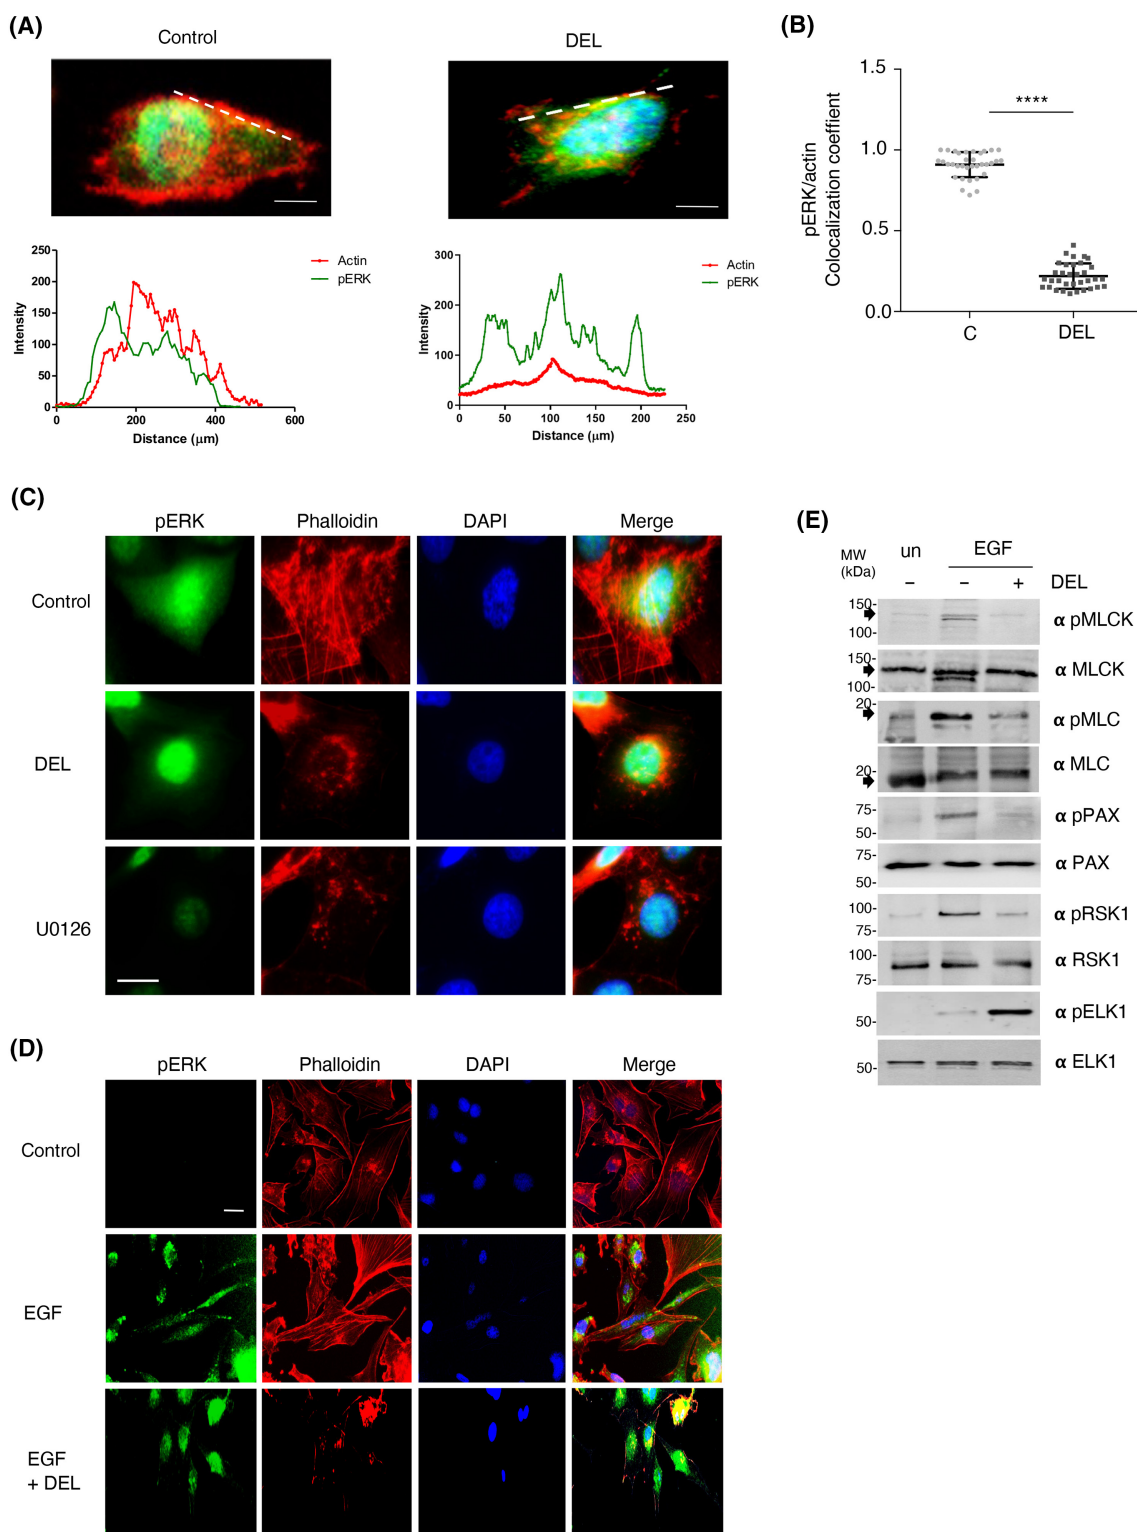 (A)
Control
DEL
250
200
150
100
50
0
0
200
400
600
Intensity
Distance (μm)
Actin
pERK
300
200
100
0
0
50
100
150
200
250
Intensity
Distance (μm)
Actin
pERK
(B)
1.5
1.0
0.5
0.0
pERK/actin
Colocalization coeffient
****
C
DEL
(C)
pERK
Phalloidin
DAPI
Merge
Control
DEL
U0126
(D)
pERK
Phalloidin
DAPI
Merge
Control
EGF
EGF
+ DEL
(E)
MW
(kDa)
un
EGF
– – + DEL
150-
100-
α pMLCK
150-
100-
α MLCK
20-
α pMLC
20-
α MLC
75-
50-
α pPAX
75-
50-
α PAX
100-
75-
α pRSK1
100-
75-
α RSK1
50-
α pELK1
50-
α ELK1